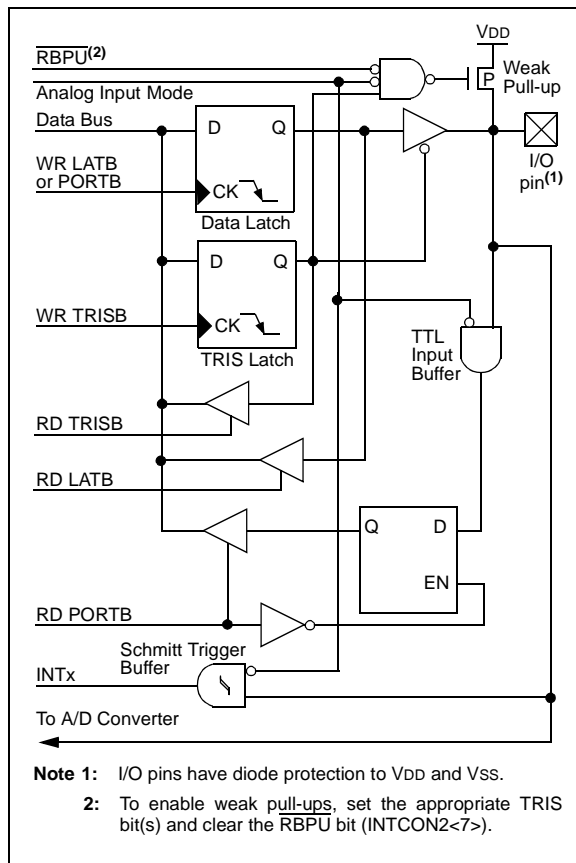 VDD
RBPU(2)
P
Weak
Pull-up
Analog Input Mode
Data Bus
D
Q
I/O
pin(1)
WR LATB
or PORTB
CK
Data Latch
D
Q
WR TRISB
CK
TRIS Latch
TTL
Input
Buffer
RD TRISB
RD LATB
Q
D
EN
RD PORTB
Schmitt Trigger
Buffer
INTx
To A/D Converter
Note 1: I/O pins have diode protection to VDD and VSS.
2: To enable weak pull-ups, set the appropriate TRIS
bit(s) and clear the RBPU bit (INTCON2<7>).